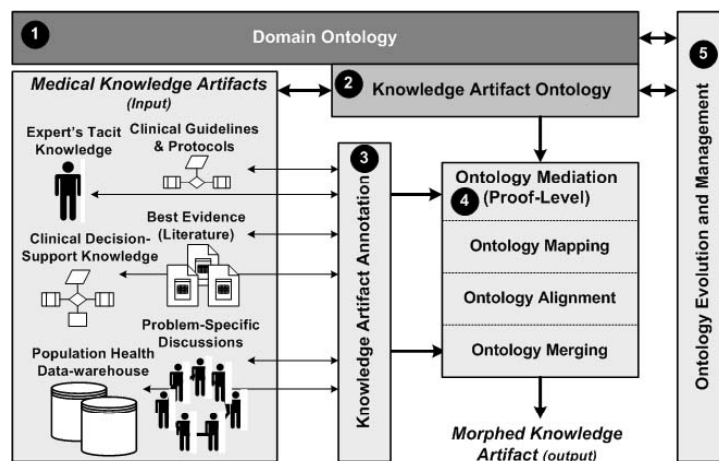 1
Domain Ontology
2
Knowledge Artifact Ontology
Medical Knowledge Artifacts
(Input)
Expert's Tacit
Knowledge
Clinical Guidelines
& Protocols
Best Evidence
(Literature)
Clinical Decision-
Support Knowledge
Problem-Specific
Discussions
Population Health
Data-warehouse
3
Knowledge Artifact Annotation
Ontology Mediation
4
(Proof-Level)
Ontology Mapping
Ontology Alignment
Ontology Merging
Morphed Knowledge
Artifact (output)
5
Ontology Evolution and Management